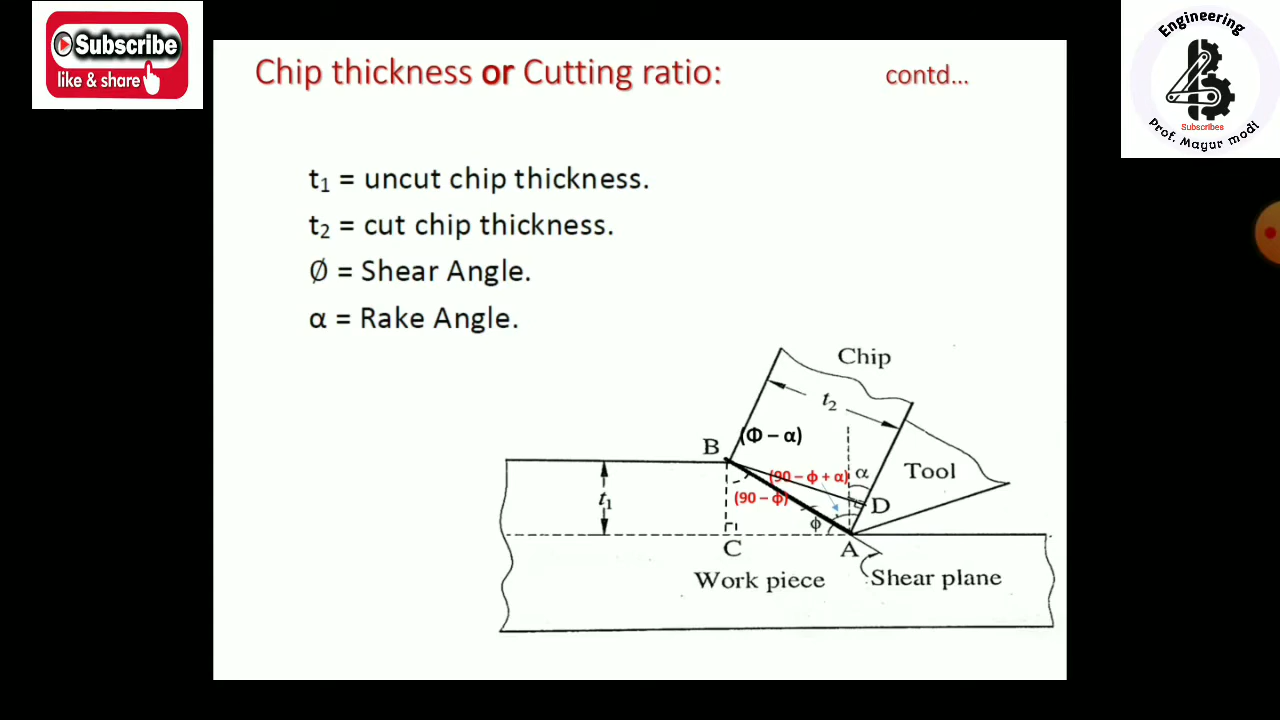 Subscribe
like & share
Chip thickness or Cutting ratio:
contd...
Engineering
Subscribes
Prof. Mayur modi
t₁ = uncut chip thickness.
t₂ = cut chip thickness.
Ø = Shear Angle.
α = Rake Angle.
Chip
t₂
(Φ – α)
B
(90 – ϕ + α)
α
Tool
t₁
(90 – ϕ)
D
ϕ
C
A
Work piece
Shear plane